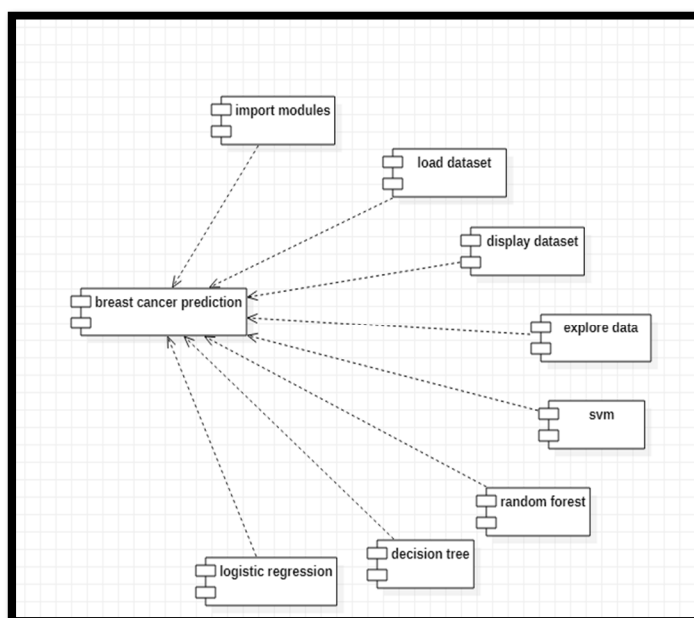 import modules
load dataset
display dataset
breast cancer prediction
explore data
svm
random forest
decision tree
logistic regression